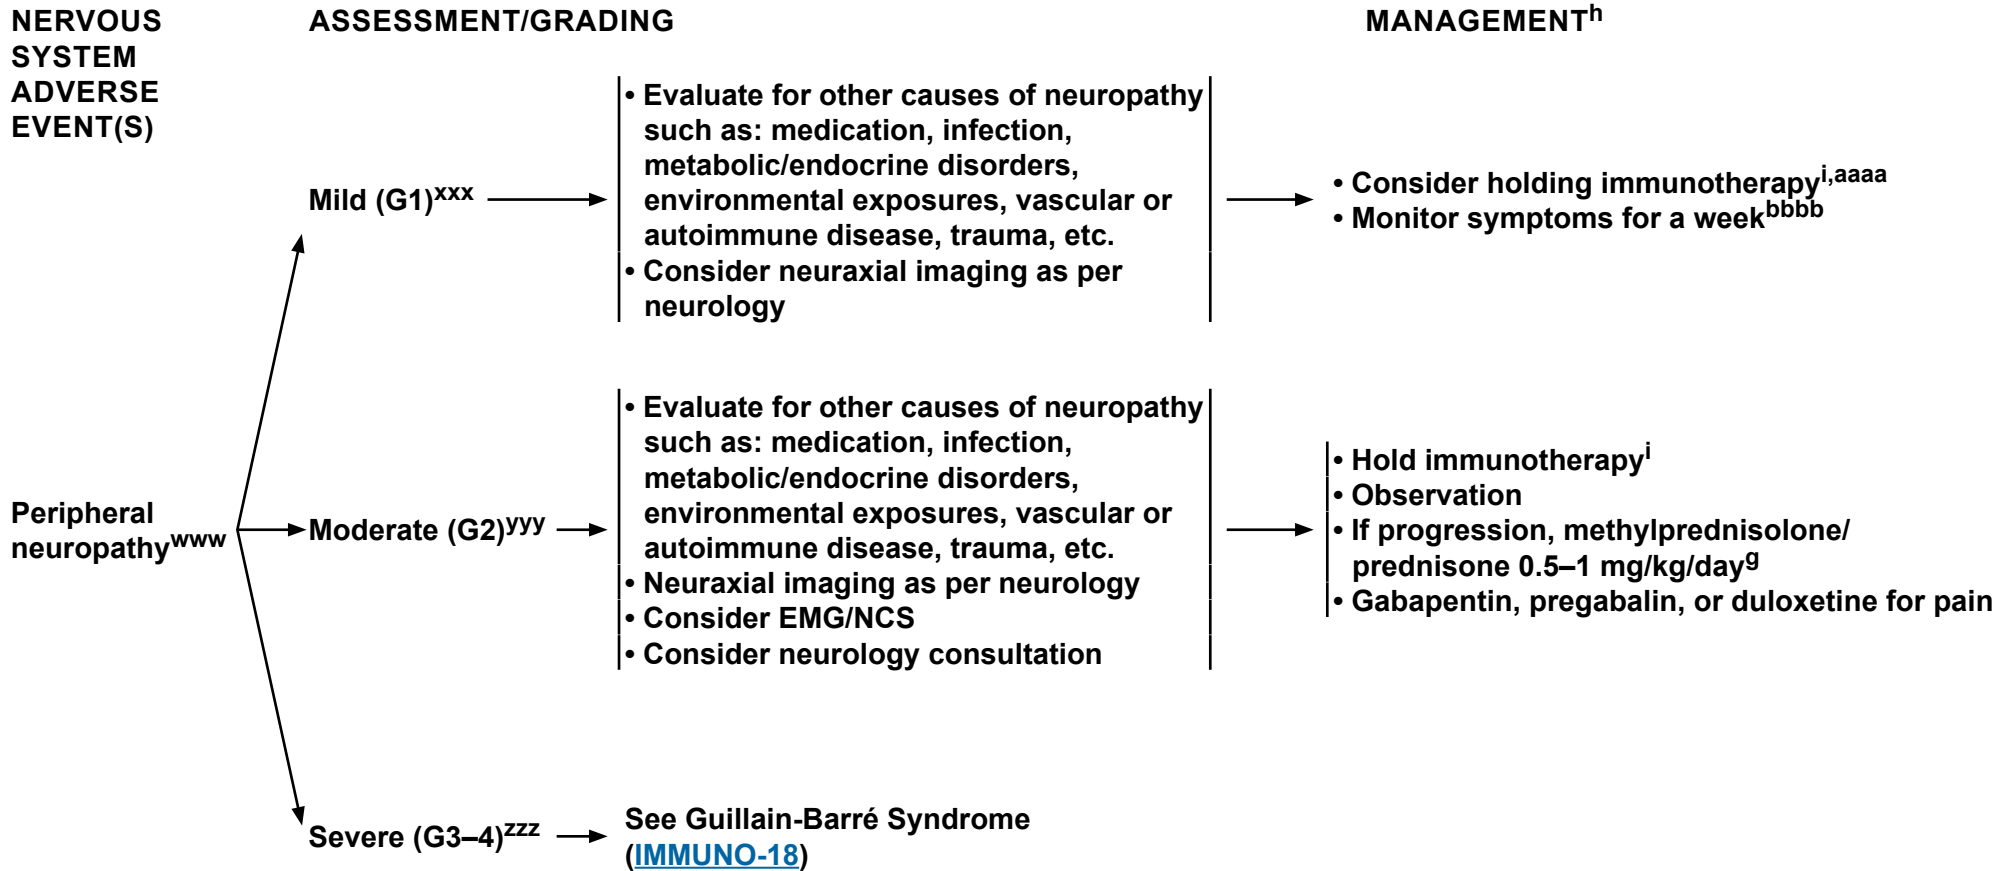 NERVOUS
SYSTEM
ADVERSE
EVENT(S)
ASSESSMENT/GRADING
MANAGEMENTh
Peripheral
neuropathywww
Mild (G1)xxx
• Evaluate for other causes of neuropathy
such as: medication, infection,
metabolic/endocrine disorders,
environmental exposures, vascular or
autoimmune disease, trauma, etc.
• Consider neuraxial imaging as per
neurology
• Consider holding immunotherapyi,aaaa
• Monitor symptoms for a weekbbbb
Moderate (G2)yyy
• Evaluate for other causes of neuropathy
such as: medication, infection,
metabolic/endocrine disorders,
environmental exposures, vascular or
autoimmune disease, trauma, etc.
• Neuraxial imaging as per neurology
• Consider EMG/NCS
• Consider neurology consultation
• Hold immunotherapyi
• Observation
• If progression, methylprednisolone/
prednisone 0.5–1 mg/kg/dayg
• Gabapentin, pregabalin, or duloxetine for pain
Severe (G3–4)zzz
See Guillain-Barré Syndrome
(IMMUNO-18)